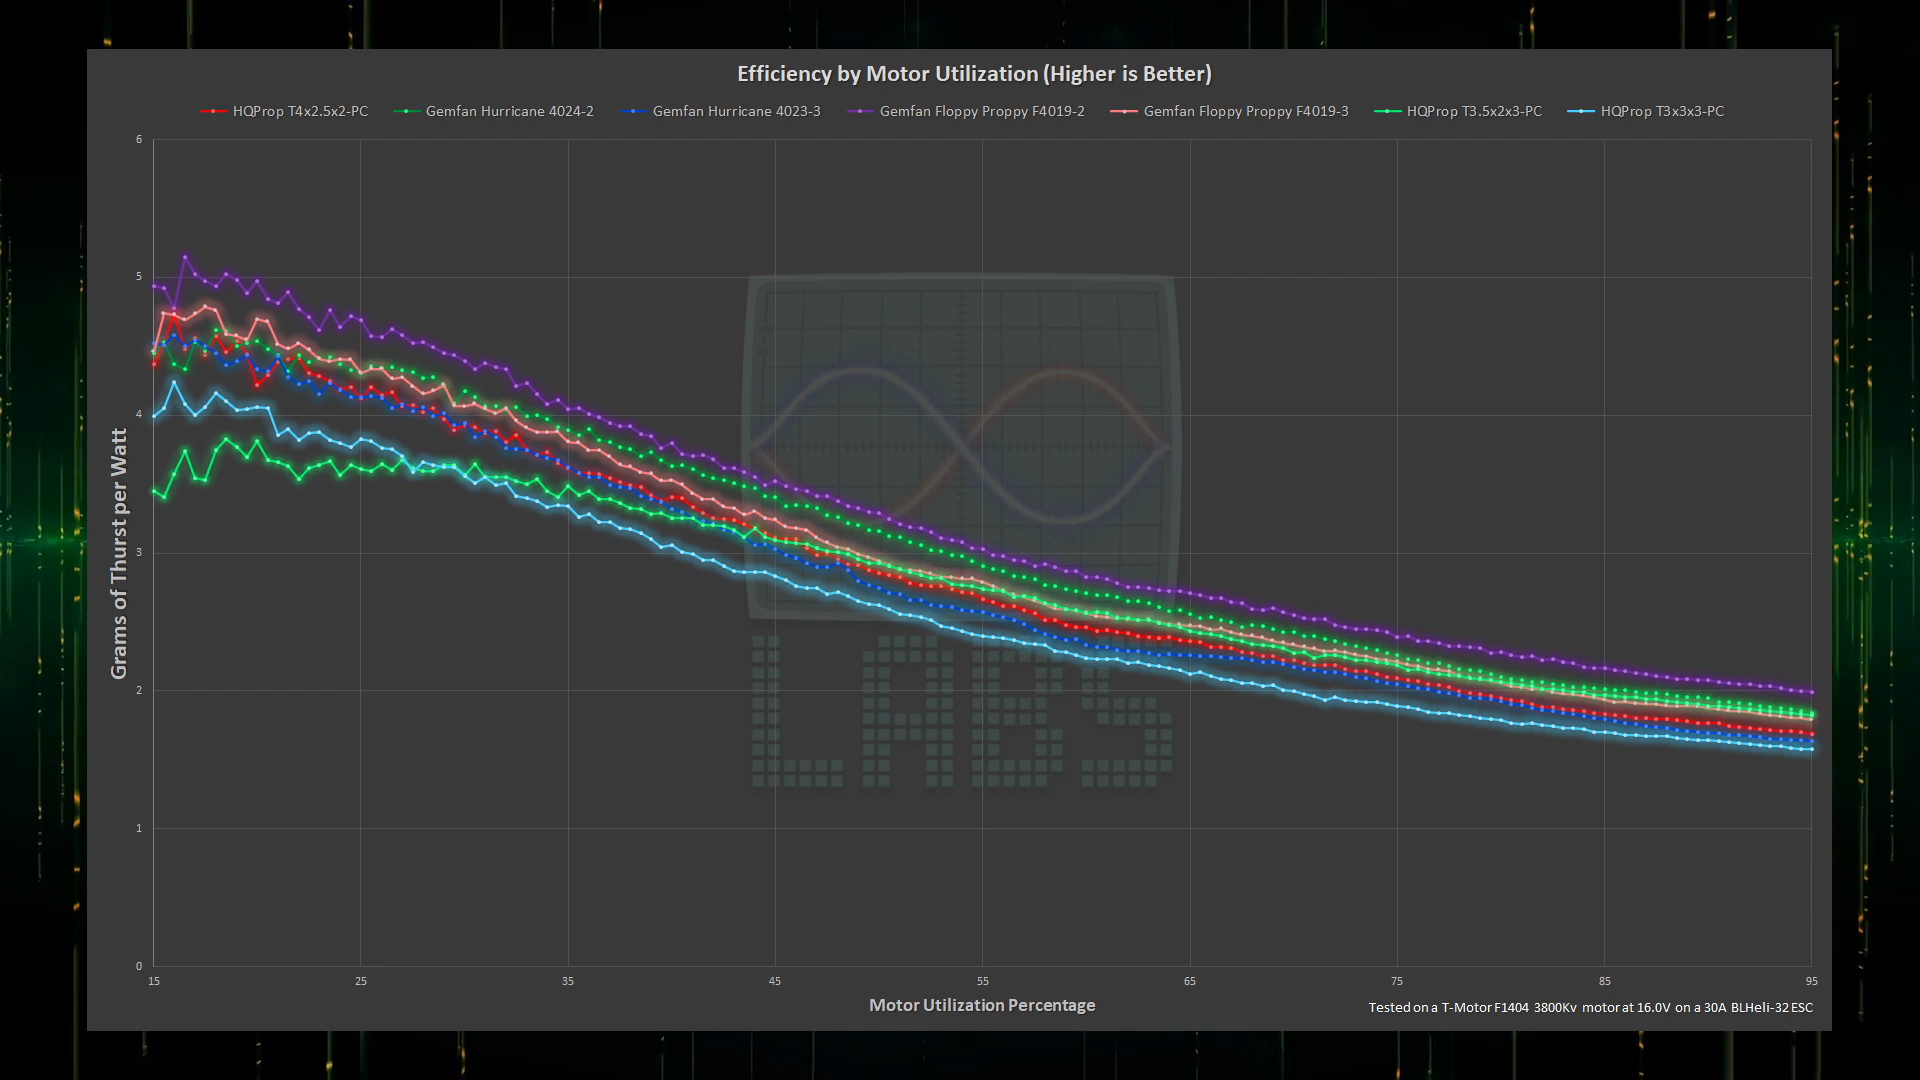 Efficiency by Motor Utilization (Higher is Better)
HQProp T4x2.5x2-PC Gemfan Hurricane 4024-2 Gemfan Hurricane 4023-3 Gemfan Floppy Proppy F4019-2 Gemfan Floppy Proppy F4019-3 HQProp T3.5x2x3-PC HQProp T3x3x3-PC
6
5
4
3
2
1
0
Grams of Thurst per Watt
LABS
15 25 35 45 55 65 75 85 95
Motor Utilization Percentage
Tested on a T-Motor F1404 3800Kv motor at 16.0V on a 30A BLHeli-32 ESC